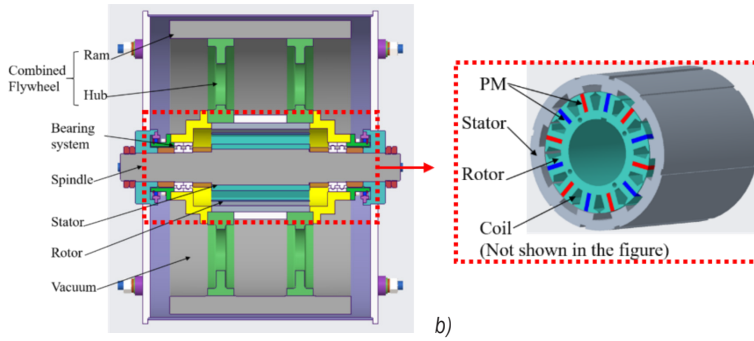 Combined
Flywheel
Ram
Hub
Bearing
system
Spindle
Stator
Rotor
Vacuum
b)
PM
Stator
Rotor
Coil
(Not shown in the figure)